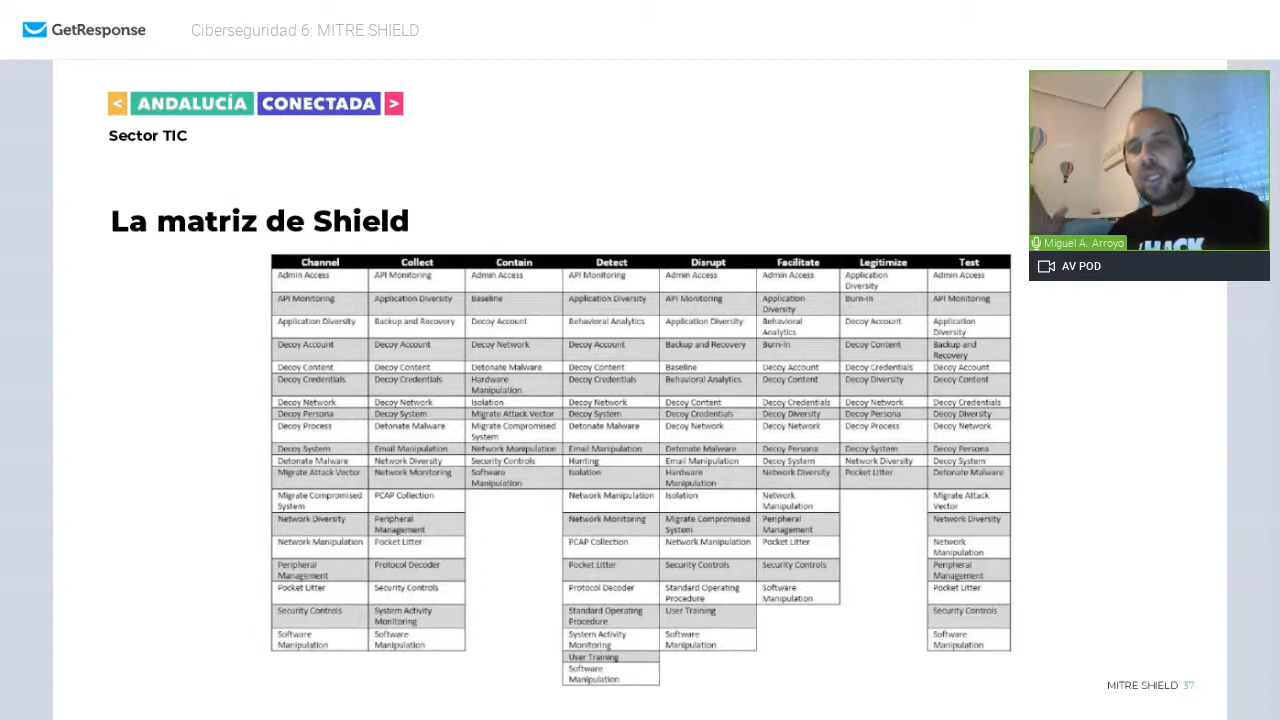 GetResponse
Ciberseguridad 6: MITRE SHIELD
< ANDALUCÍA CONECTADA >
Sector TIC
La matriz de Shield
Miguel A. Arroyo
AV POD
HACK
Channel Collect Contain Detect Disrupt Facilitate Legitimize Test
Admin Access API Monitoring Admin Access API Monitoring Admin Access Admin Access Application Admin Access
Diversity
API Monitoring Application Diversity Baseline Application Diversity API Monitoring Application Burn-In API Monitoring
Diversity
Application Diversity Backup and Recovery Decoy Account Behavioral Analytics Application Diversity Behavioral Decoy Account Application
Analytics Diversity
Decoy Account Decoy Account Decoy Network Decoy Account Backup and Recovery Burn-In Decoy Content Backup and
Recovery
Decoy Content Decoy Content Detonate Malware Decoy Content Baseline Decoy Account Decoy Credentials Decoy Account
Decoy Credentials Decoy Credentials Hardware Decoy Credentials Behavioral Analytics Decoy Content Decoy Diversity Decoy Content
Manipulation
Decoy Network Decoy Network Isolation Decoy Network Decoy Content Decoy Credentials Decoy Network Decoy Credentials
Decoy Persona Decoy System Migrate Attack Vector Decoy System Decoy Credentials Decoy Diversity Decoy Persona Decoy Diversity
Decoy Process Detonate Malware Migrate Compromised Detonate Malware Decoy Network Decoy Network Decoy Process Decoy Network
System
Decoy System Email Manipulation Network Manipulation Email Manipulation Detonate Malware Decoy Persona Decoy System Decoy Persona
Detonate Malware Network Diversity Security Controls Hunting Email Manipulation Decoy System Network Diversity Decoy System
Migrate Attack Vector Network Monitoring Software Isolation Hardware Network Diversity Pocket Litter Detonate Malware
Manipulation Manipulation
Migrate Compromised PCAP Collection Network Manipulation Isolation Network Migrate Attack
System Manipulation Vector
Network Diversity Peripheral Network Monitoring Migrate Compromised Peripheral Network Diversity
Management System Management
Network Manipulation Pocket Litter PCAP Collection Network Manipulation Pocket Litter Network
Manipulation
Peripheral Protocol Decoder Pocket Litter Security Controls Security Controls Peripheral
Management Management
Pocket Litter Security Controls Protocol Decoder Standard Operating Software Pocket Litter
Procedure Manipulation
Security Controls System Activity Standard Operating User Training Security Controls
Monitoring Procedure
Software Software System Activity Software Software
Manipulation Manipulation Monitoring Manipulation Manipulation
User Training
Software
Manipulation
MITRE SHIELD 37